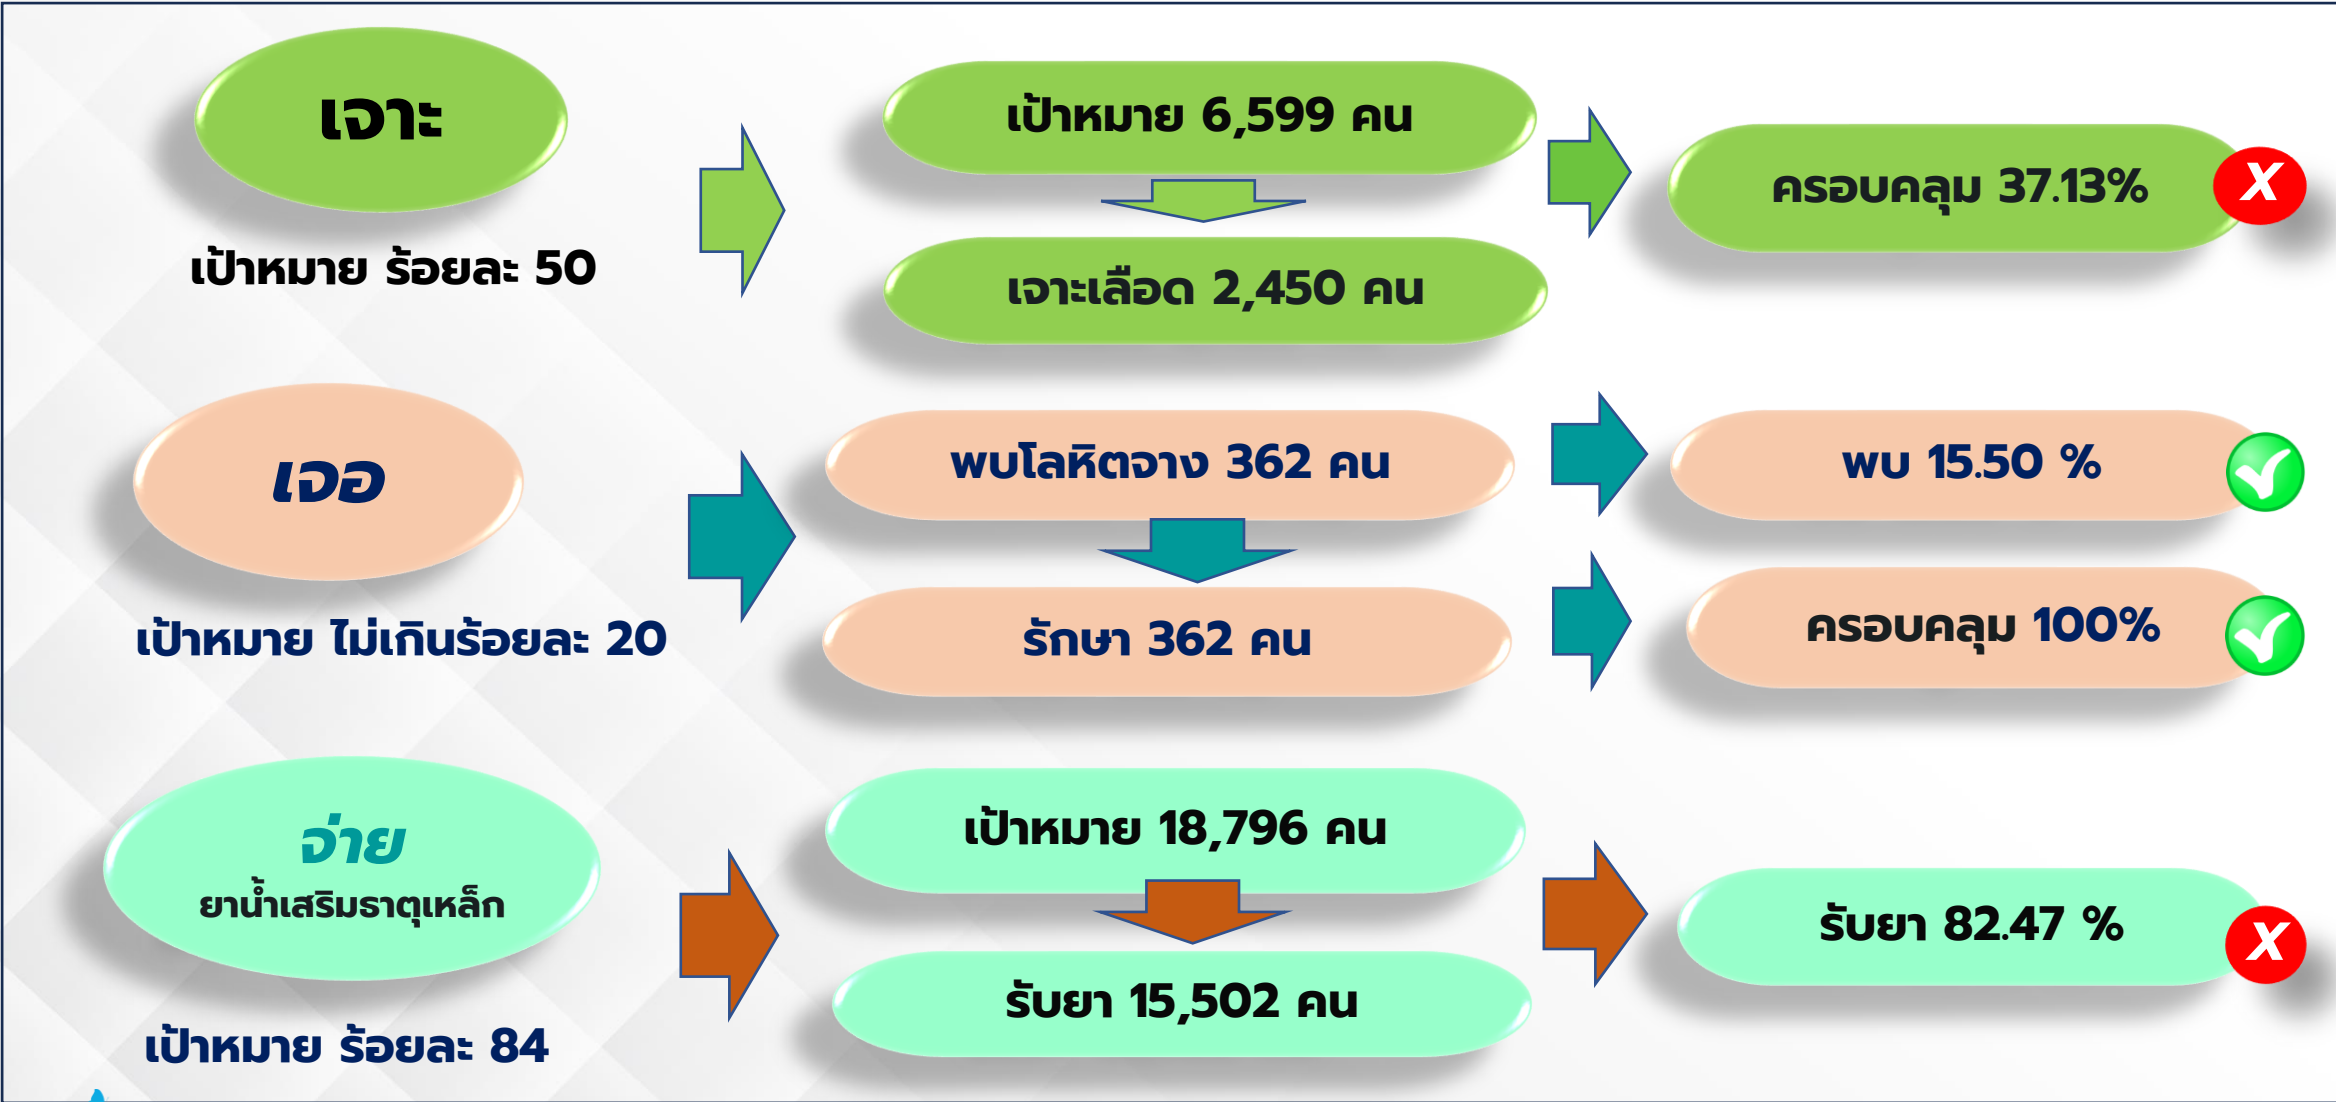 เจาะ
เป้าหมาย ร้อยละ 50
เป้าหมาย 6,599 คน
เจาะเลือด 2,450 คน
ครอบคลุม 37.13%
X
เจอ
เป้าหมาย ไม่เกินร้อยละ 20
พบโลหิตจาง 362 คน
พบ 15.50 %
รักษา 362 คน
ครอบคลุม 100%
จ่าย
ยาน้ำเสริมธาตุเหล็ก
เป้าหมาย ร้อยละ 84
เป้าหมาย 18,796 คน
รับยา 15,502 คน
รับยา 82.47 %
X